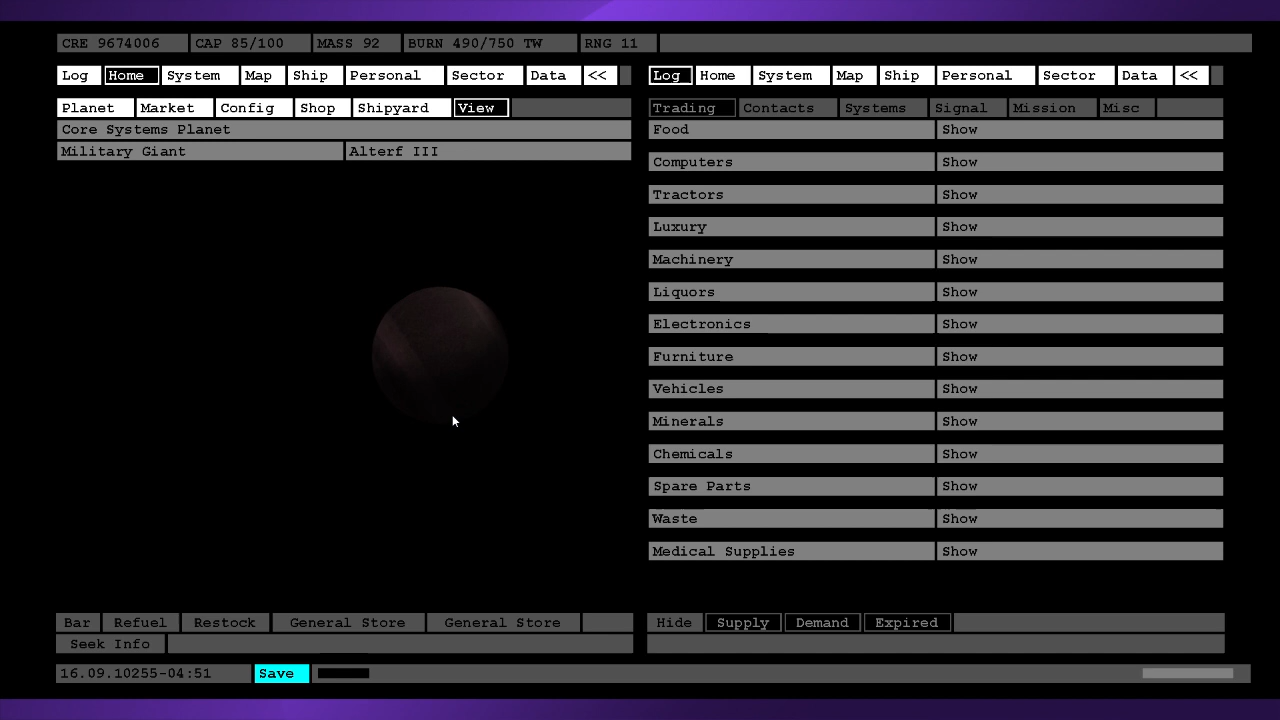 CRE 9674006 CAP 85/100 MASS 92 BURN 490/750 TW RNG 11
Log Home System Map Ship Personal Sector Data <<
Planet Market Config Shop Shipyard View
Core Systems Planet
Military Giant Alterf III
Bar Refuel Restock General Store General Store
Seek Info
Log Home System Map Ship Personal Sector Data <<
Trading Contacts Systems Signal Mission Misc
Food Show
Computers Show
Tractors Show
Luxury Show
Machinery Show
Liquors Show
Electronics Show
Furniture Show
Vehicles Show
Minerals Show
Chemicals Show
Spare Parts Show
Waste Show
Medical Supplies Show
Hide Supply Demand Expired
16.09.10255-04:51 Save